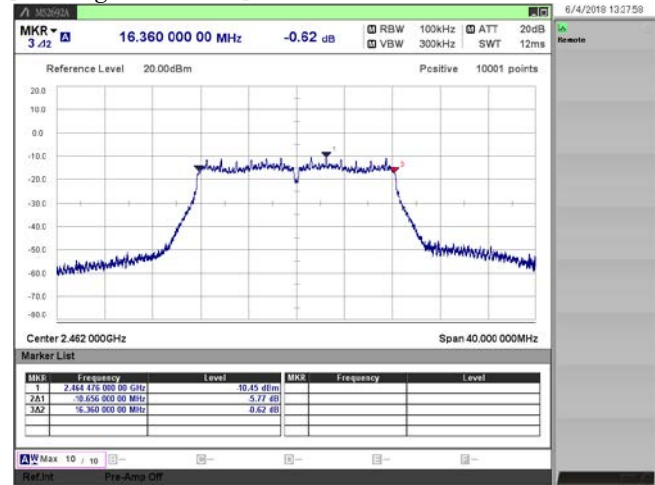 MS2692A
6/4/2018 13:27:58
MKR 3 Δ2 A 16.360 000 00 MHz -0.62 dB
RBW 100kHz ATT 20dB
VBW 300kHz SWT 12ms
Remote
Reference Level 20.00dBm Positive 10001 points
20.0
10.0
0.0
-10.0
-20.0
-30.0
-40.0
-50.0
-60.0
-70.0
-80.0
1
3
Center 2.462 000GHz Span 40.000 000MHz
Marker List
MKR Frequency Level MKR Frequency Level
1 2.464 476 000 00 GHz -10.45 dBm
2Δ1 -10.656 000 00 MHz -5.77 dB
3Δ2 16.360 000 00 MHz -0.62 dB
A W Max 10 / 10
Ref.Int Pre-Amp Off